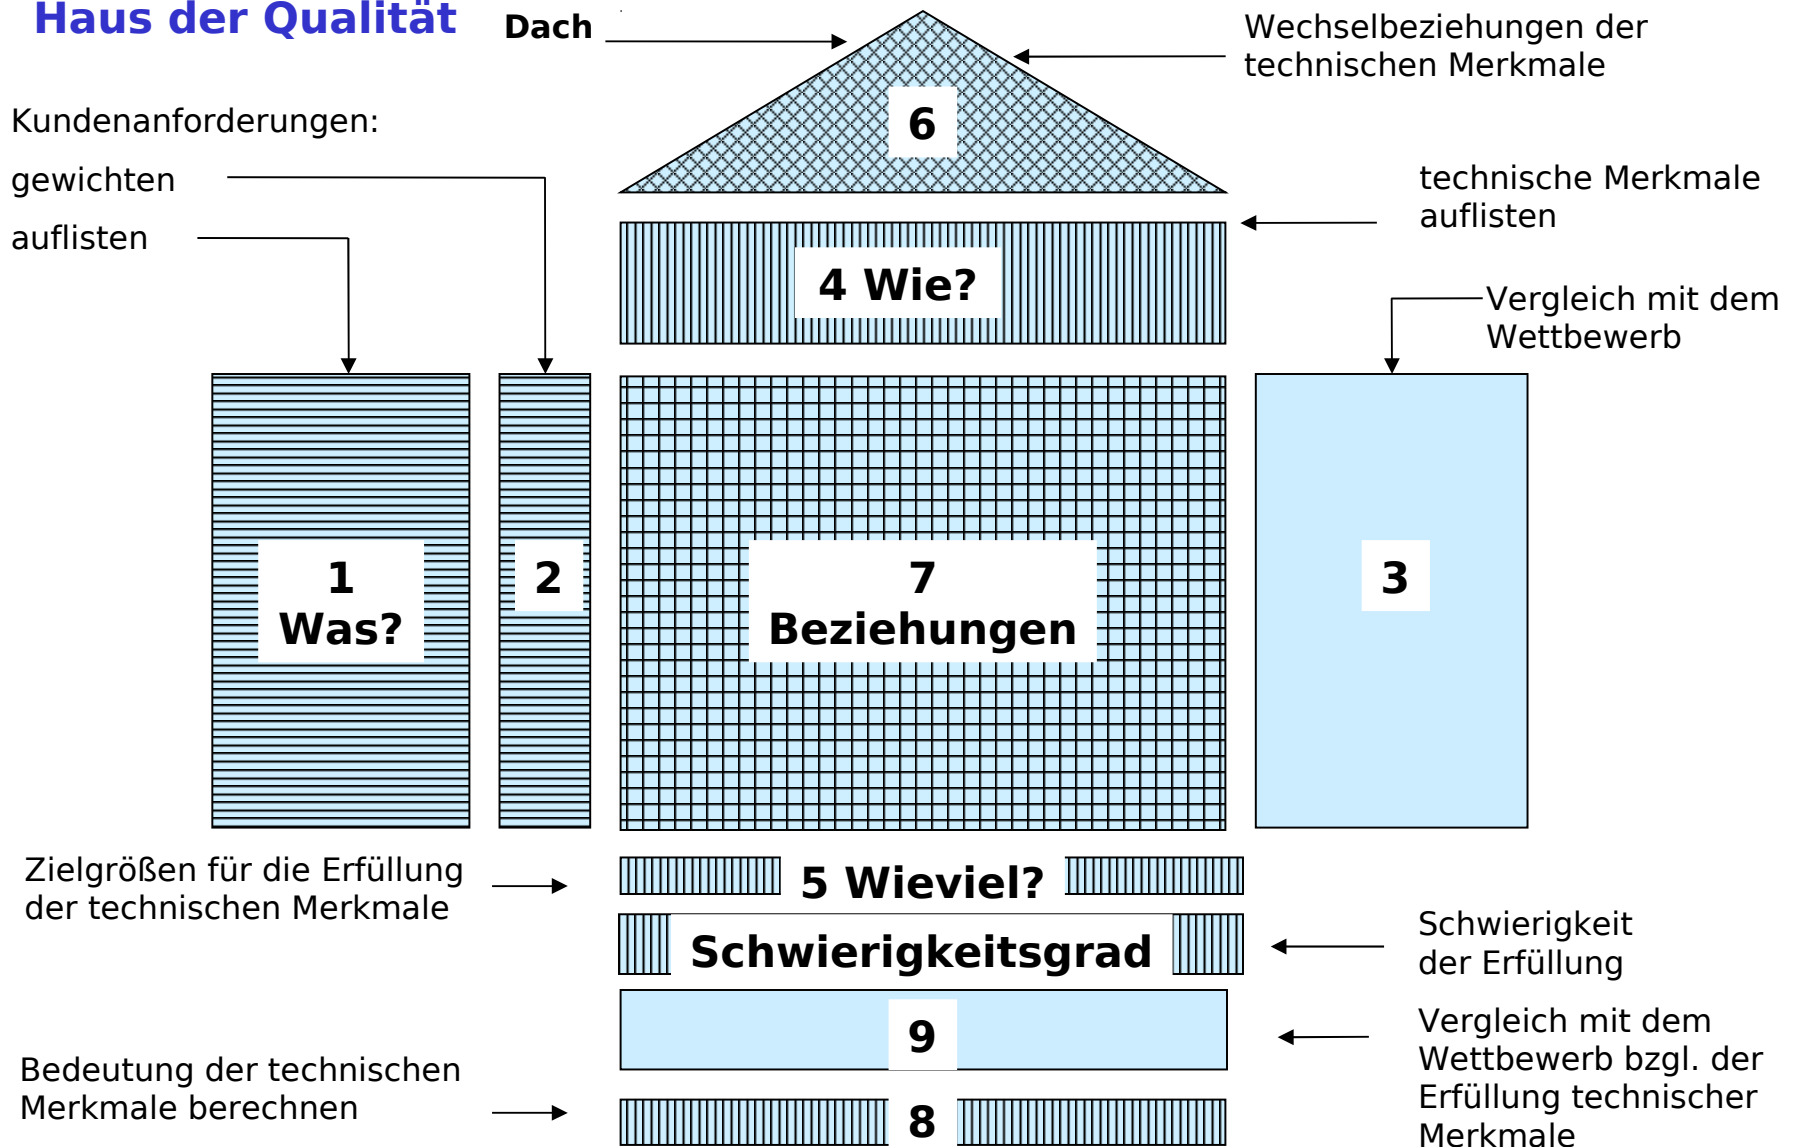 Haus der Qualität
Dach
Wechselbeziehungen der
technischen Merkmale
Kundenanforderungen:
gewichten
auflisten
6
technische Merkmale
auflisten
4 Wie?
Vergleich mit dem
Wettbewerb
1
Was?
2
7
Beziehungen
3
Zielgrößen für die Erfüllung
der technischen Merkmale
5 Wieviel?
Schwierigkeitsgrad
Schwierigkeit
der Erfüllung
9
Vergleich mit dem
Wettbewerb bzgl. der
Erfüllung technischer
Merkmale
Bedeutung der technischen
Merkmale berechnen
8